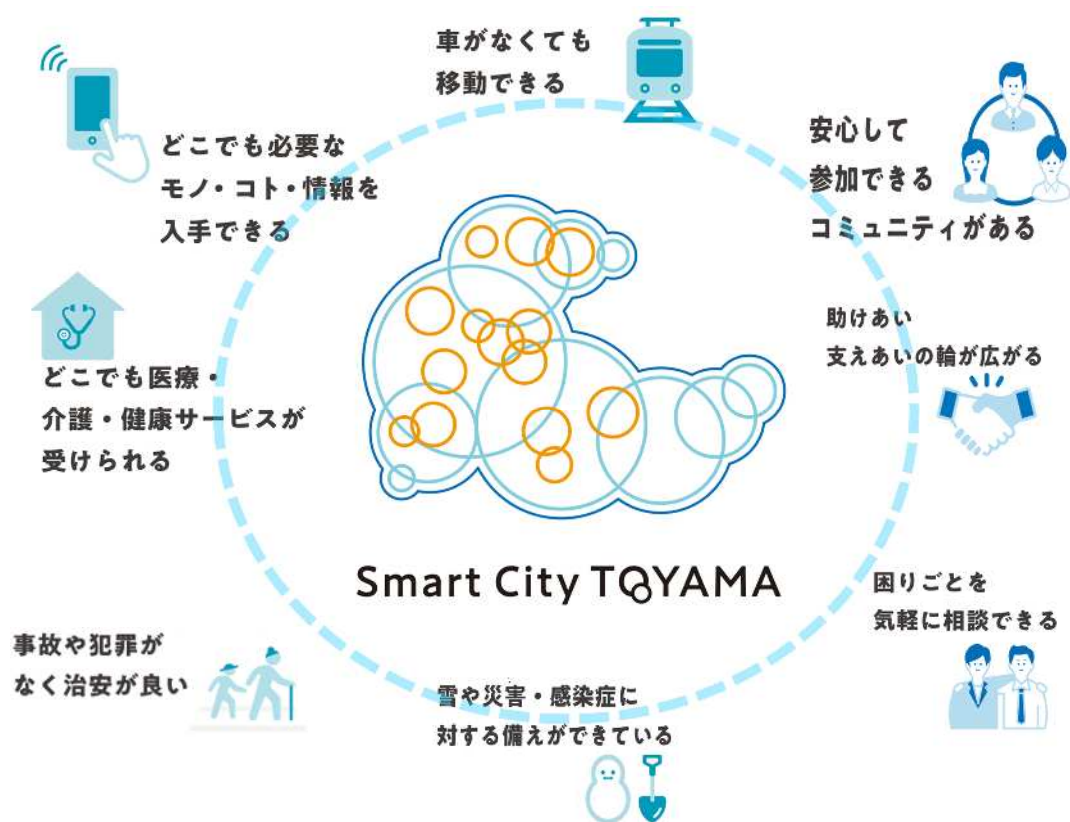 車がなくても
移動できる
どこでも必要な
モノ・コト・情報を
入手できる
安心して
参加できる
コミュニティがある
助けあい
支えあいの輪が広がる
どこでも医療・
介護・健康サービスが
受けられる
Smart City TOYAMA
困りごとを
気軽に相談できる
事故や犯罪が
なく治安が良い
雪や災害・感染症に
対する備えができている